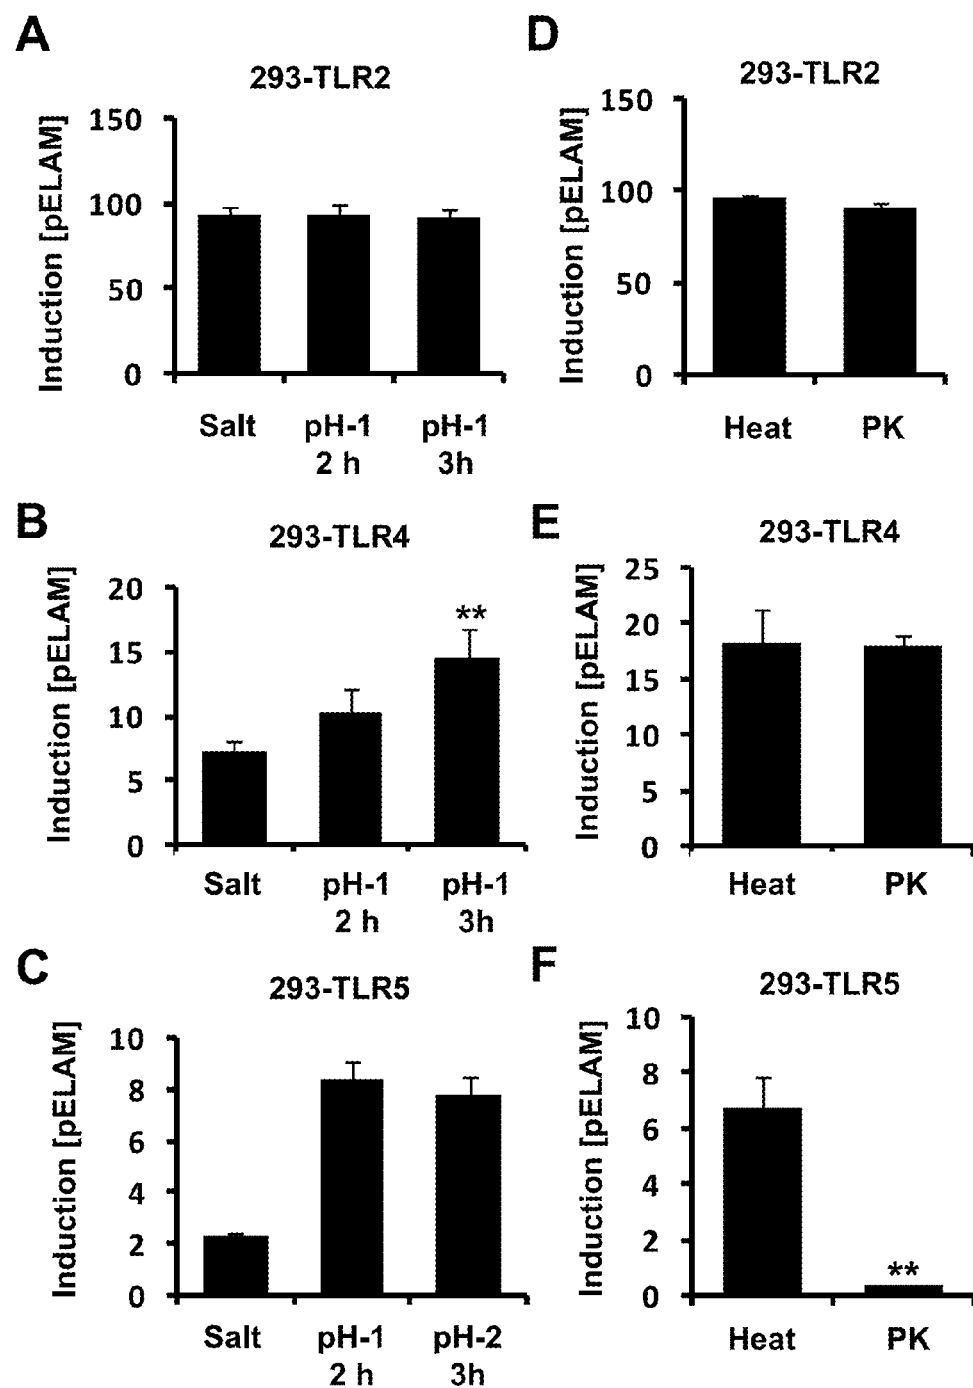 A
293-TLR2
Induction [pELAM]
150
100
50
0
Salt
pH-1
2 h
pH-1
3h
D
293-TLR2
Induction [pELAM]
150
100
50
0
Heat
PK
B
293-TLR4
Induction [pELAM]
20
15
10
5
0
**
Salt
pH-1
2 h
pH-1
3h
E
293-TLR4
Induction [pELAM]
25
20
15
10
5
0
Heat
PK
C
293-TLR5
Induction [pELAM]
10
8
6
4
2
0
Salt
pH-1
2 h
pH-2
3h
F
293-TLR5
Induction [pELAM]
10
8
6
4
2
0
**
Heat
PK